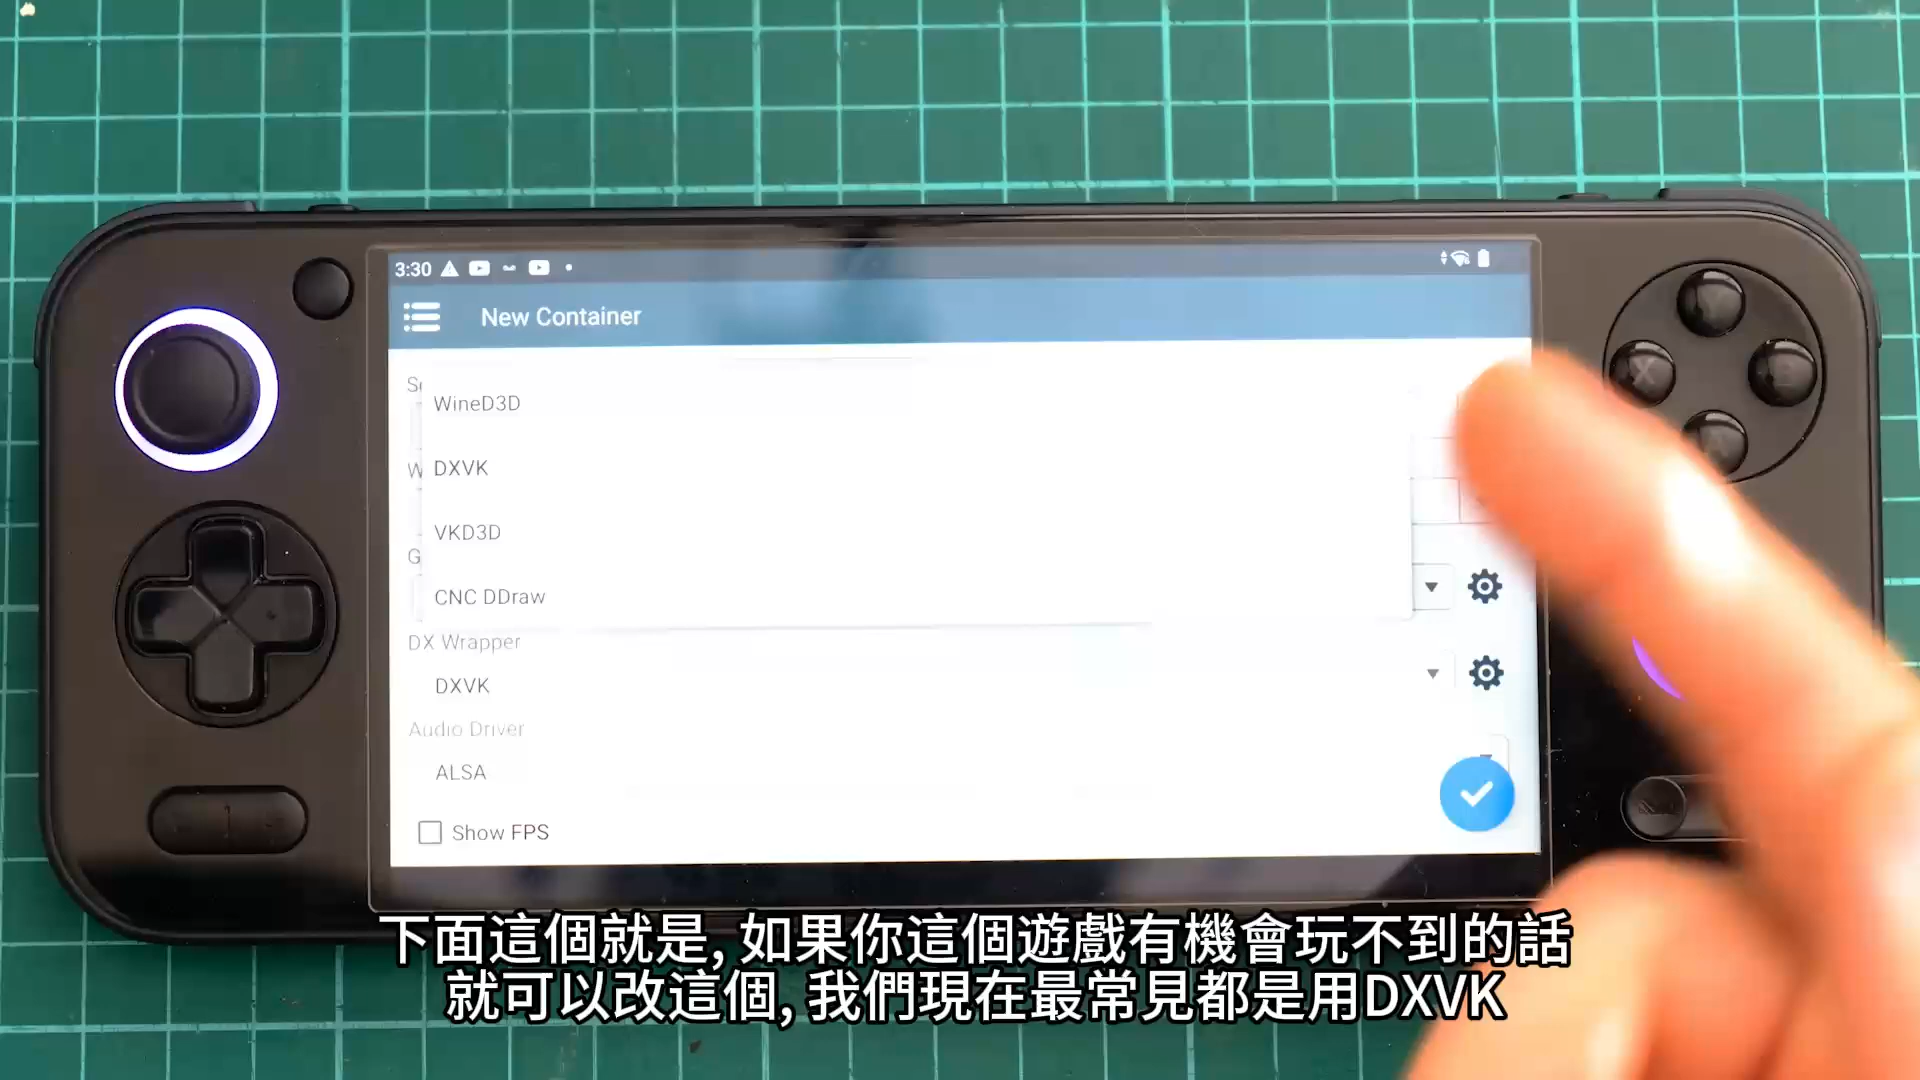 3:30
New Container
WineD3D
DXVK
VKD3D
CNC DDraw
DX Wrapper
DXVK
Audio Driver
ALSA
Show FPS
Y
X
下面這個就是, 如果你這個遊戲有機會玩不到的話
就可以改這個, 我們現在最常見都是用DXVK